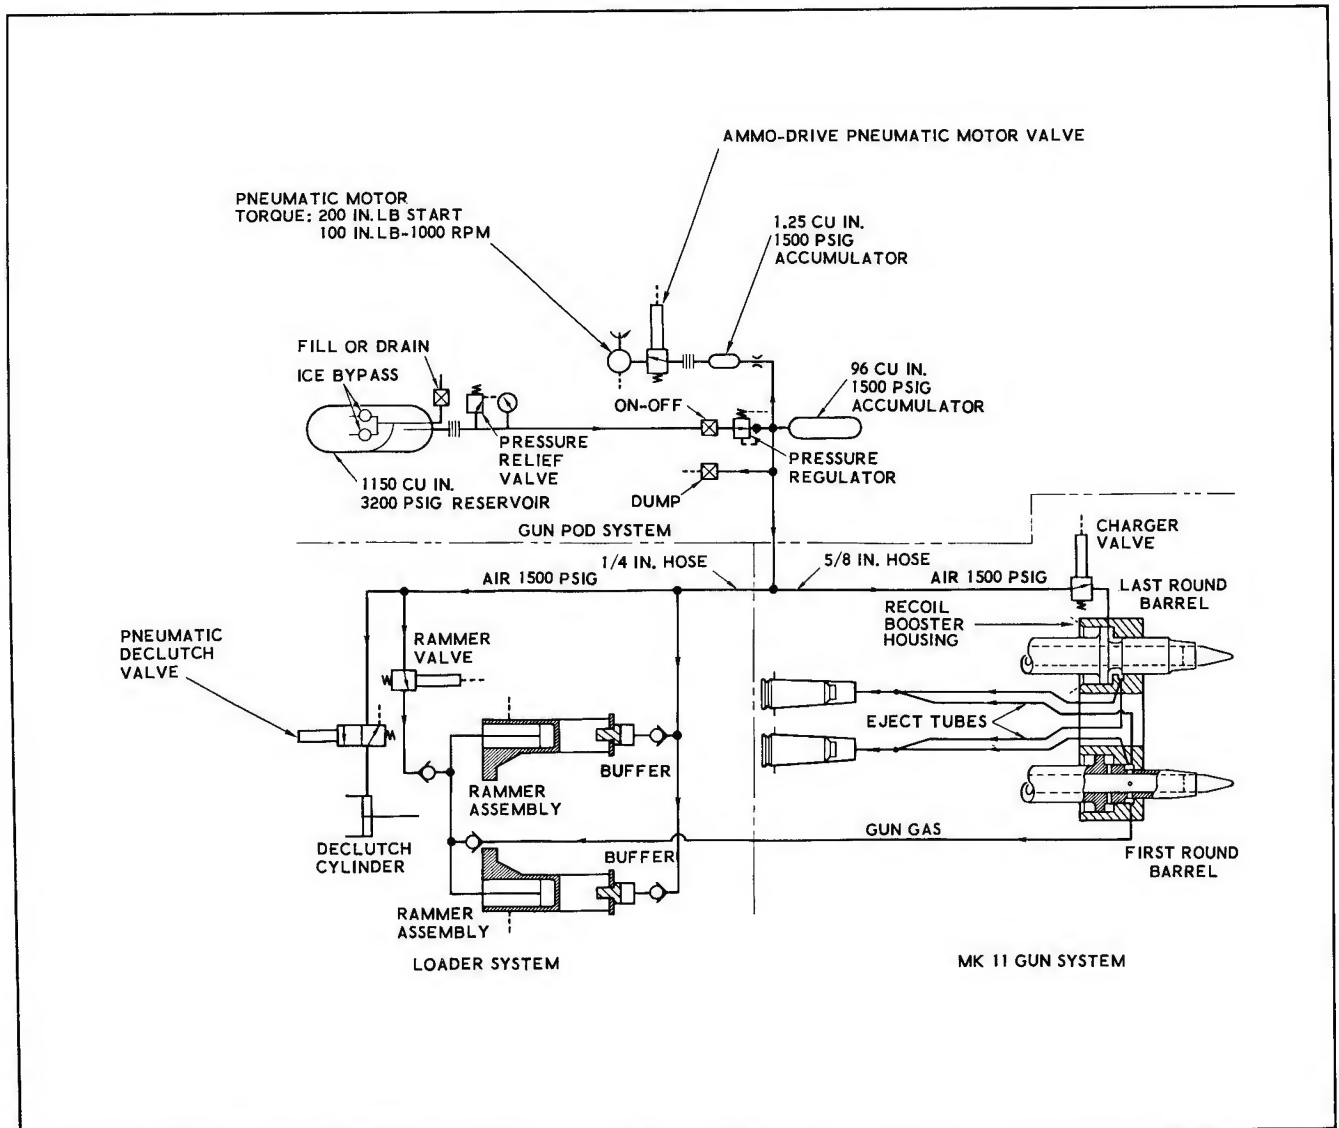 AMMO-DRIVE PNEUMATIC MOTOR VALVE
PNEUMATIC MOTOR
TORQUE: 200 IN.LB START
100 IN.LB-1000 RPM
1.25 CU IN.
1500 PSIG
ACCUMULATOR
FILL OR DRAIN
ICE BYPASS
ON-OFF
96 CU IN.
1500 PSIG
ACCUMULATOR
PRESSURE
RELIEF
VALVE
PRESSURE
REGULATOR
1150 CU IN.
3200 PSIG RESERVOIR
DUMP
GUN POD SYSTEM
CHARGER
VALVE
1/4 IN. HOSE
5/8 IN. HOSE
AIR 1500 PSIG
AIR 1500 PSIG
LAST ROUND
BARREL
RECOIL
BOOSTER
HOUSING
PNEUMATIC
DECLUTCH
VALVE
RAMMER
VALVE
EJECT TUBES
BUFFER
RAMMER
ASSEMBLY
GUN GAS
DECLUTCH
CYLINDER
BUFFER
FIRST ROUND
BARREL
RAMMER
ASSEMBLY
LOADER SYSTEM
MK 11 GUN SYSTEM